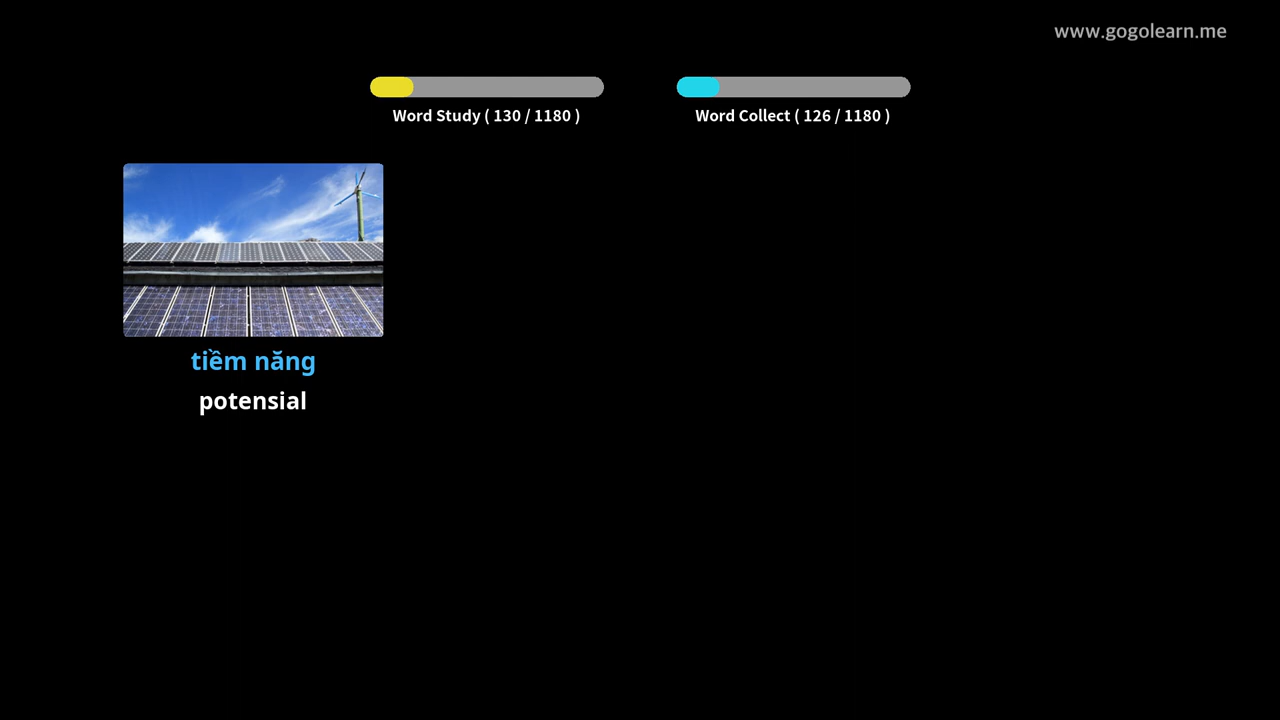 www.gogolearn.me
Word Study ( 130 / 1180 )
Word Collect ( 126 / 1180 )
tiềm năng
potensial